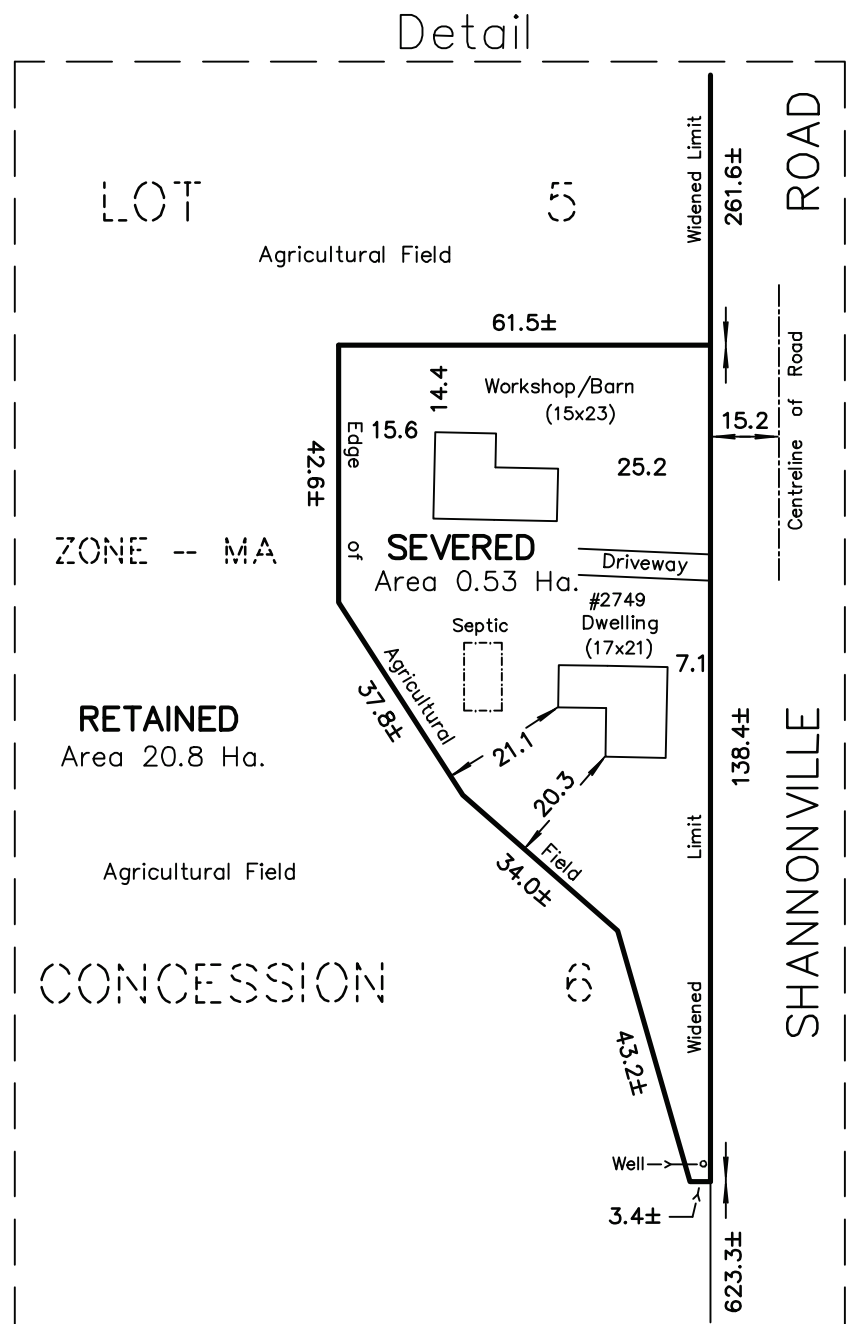 Detail
LOT 5
Agricultural Field
Widened Limit
261.6±
ROAD
61.5±
14.4
Workshop/Barn
(15x23)
15.6
25.2
15.2
Centreline of Road
42.6±
Edge of Agricultural Field
ZONE -- MA
SEVERED
Area 0.53 Ha.
Driveway
#2749
Dwelling
(17x21)
Septic
7.1
37.8±
21.1
20.3
34.0±
RETAINED
Area 20.8 Ha.
138.4±
SHANNONVILLE
Widened Limit
Agricultural Field
CONCESSION 6
43.2±
Well
3.4±
623.3±